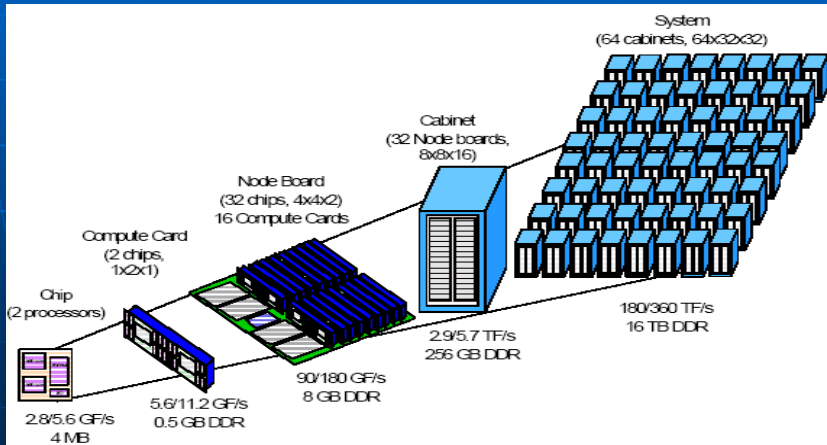 System
(64 cabinets, 64x32x32)
Cabinet
(32 Node boards,
8x8x16)
Node Board
(32 chips, 4x4x2)
16 Compute Cards
Compute Card
(2 chips,
1x2x1)
Chip
(2 processors)
180/360 TF/s
16 TB DDR
2.9/5.7 TF/s
256 GB DDR
90/180 GF/s
8 GB DDR
5.6/11.2 GF/s
0.5 GB DDR
2.8/5.6 GF/s
4 MB